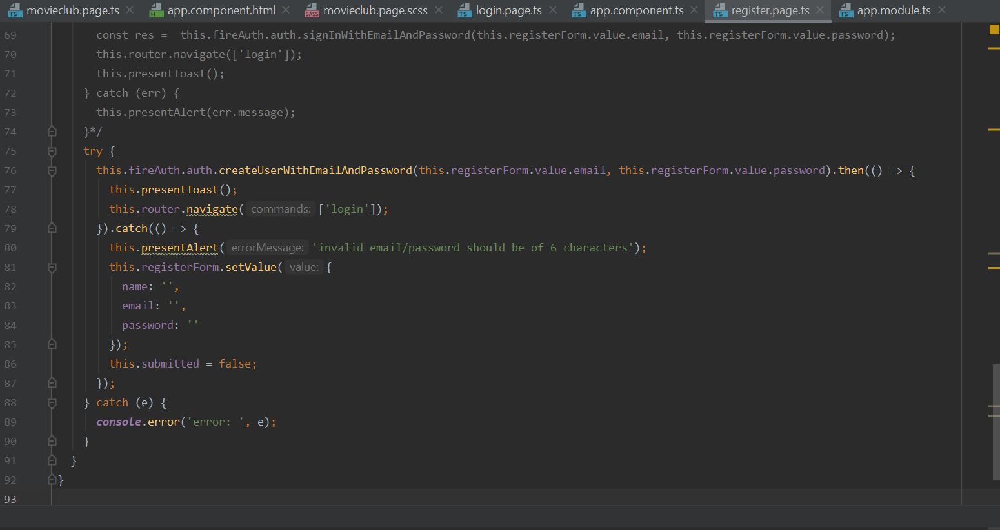 movieclub.page.ts app.component.html movieclub.page.scss login.page.ts app.component.ts register.page.ts app.module.ts
69 const res =  this.fireAuth.auth.signInWithEmailAndPassword(this.registerForm.value.email, this.registerForm.value.password);
70 this.router.navigate(['login']);
71 this.presentToast();
72 } catch (err) {
73 this.presentAlert(err.message);
74 }*/
75 try {
76 this.fireAuth.auth.createUserWithEmailAndPassword(this.registerForm.value.email, this.registerForm.value.password).then(() => {
77 this.presentToast();
78 this.router.navigate( commands: ['login']);
79 }).catch(() => {
80 this.presentAlert( errorMessage: 'invalid email/password should be of 6 characters');
81 this.registerForm.setValue( value: {
82 name: '',
83 email: '',
84 password: ''
85 });
86 this.submitted = false;
87 });
88 } catch (e) {
89 console.error('error: ', e);
90 }
91 }
92 }
93